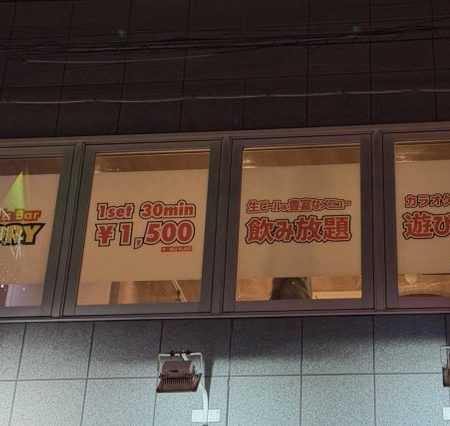 Bar
1set 30min
¥1,500
生ビール&豊富なメニュー
飲み放題
カラオケ
遊び